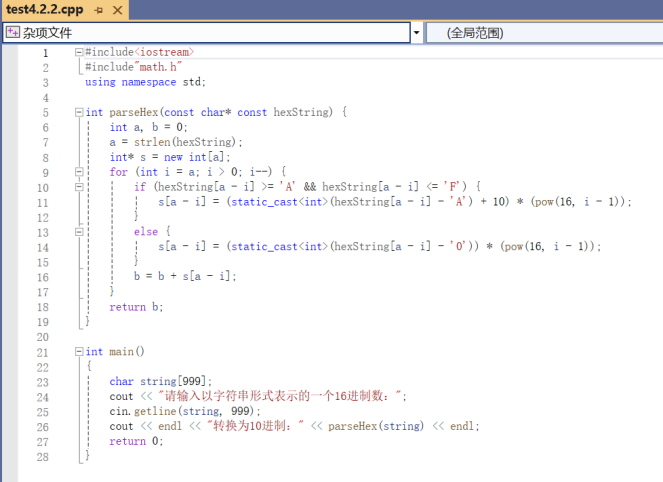 test4.2.2.cpp
杂项文件 (全局范围)
1 #include<iostream>
2 #include"math.h"
3 using namespace std;
4
5 int parseHex(const char* const hexString) {
6 int a, b = 0;
7 a = strlen(hexString);
8 int* s = new int[a];
9 for (int i = a; i > 0; i--) {
10 if (hexString[a - i] >= 'A' && hexString[a - i] <= 'F') {
11 s[a - i] = (static_cast<int>(hexString[a - i] - 'A') + 10) * (pow(16, i - 1));
12 }
13 else {
14 s[a - i] = (static_cast<int>(hexString[a - i] - '0')) * (pow(16, i - 1));
15 }
16 b = b + s[a - i];
17 }
18 return b;
19 }
20
21 int main()
22 {
23 char string[999];
24 cout << "请输入以字符串形式表示的一个16进制数：";
25 cin.getline(string, 999);
26 cout << endl << "转换为10进制：" << parseHex(string) << endl;
27 return 0;
28 }